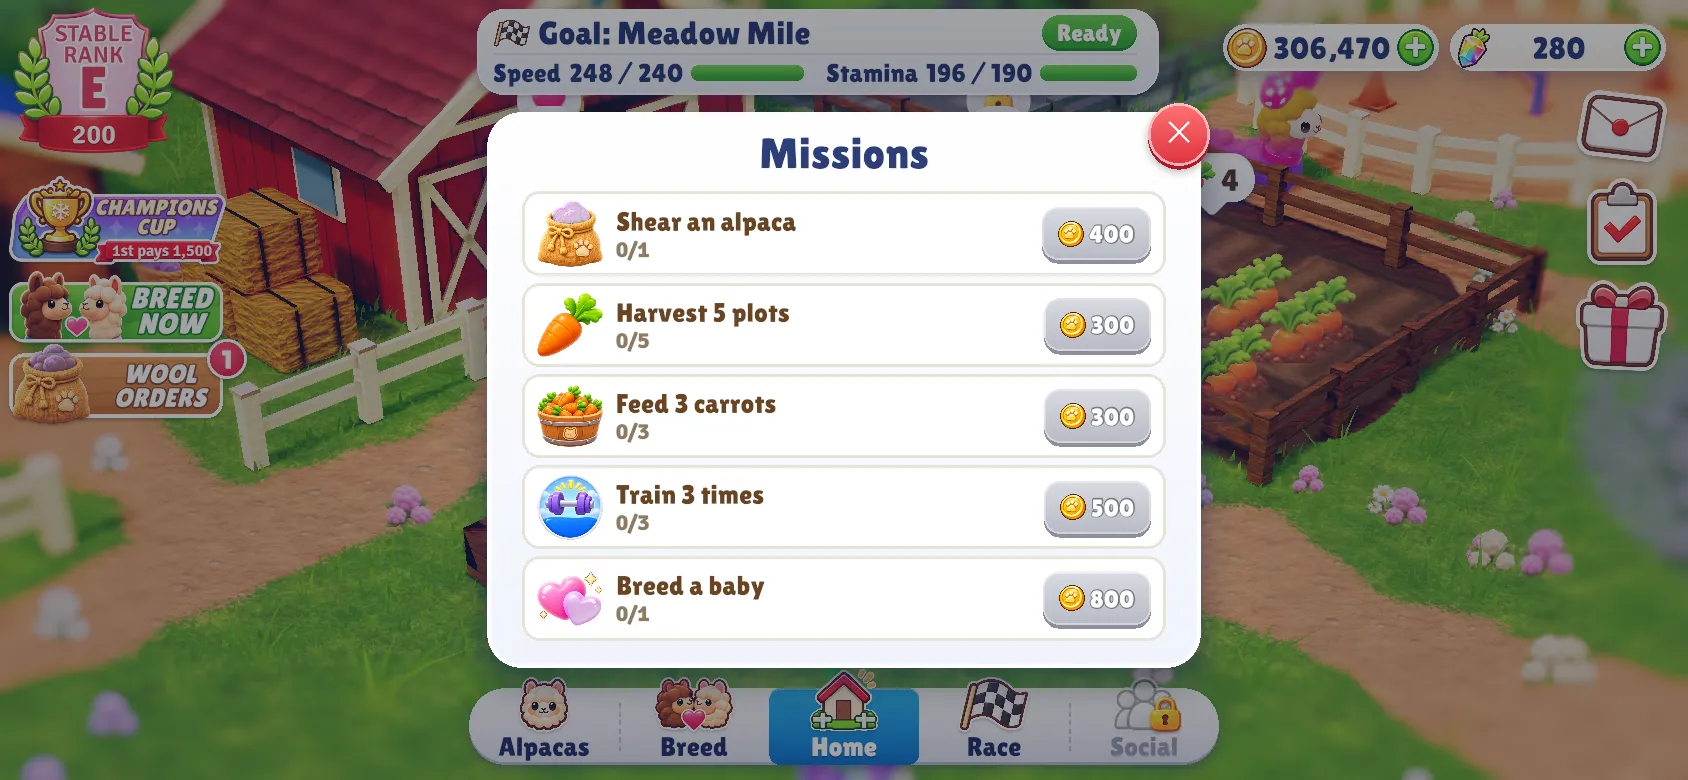 STABLE
RANK
E
200
Goal: Meadow Mile
Ready
Speed 248 / 240
Stamina 196 / 190
306,470
280
CHAMPIONS
CUP
1st pays 1,500
BREED
NOW
1
WOOL
ORDERS
4
Missions
Shear an alpaca
0/1
400
Harvest 5 plots
0/5
300
Feed 3 carrots
0/3
300
Train 3 times
0/3
500
Breed a baby
0/1
800
Alpacas
Breed
Home
Race
Social